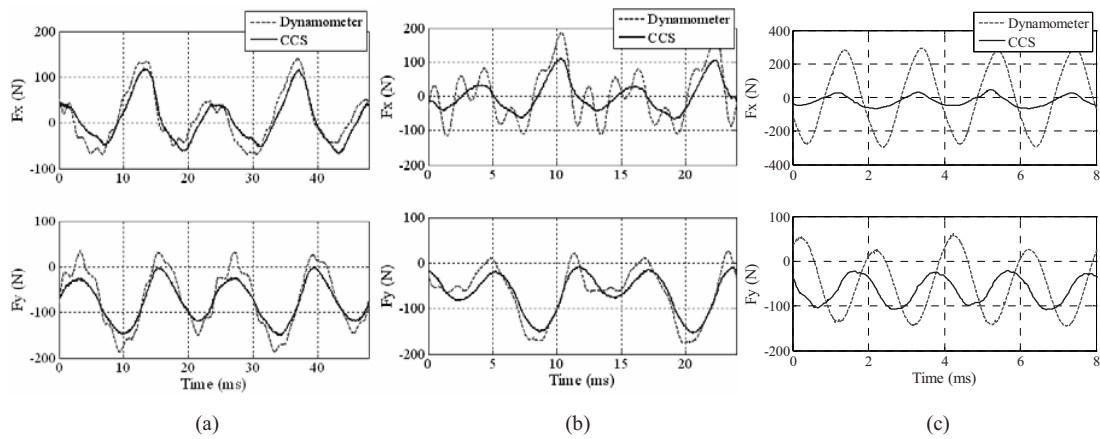 Dynamometer
CCS
200
100
0
-100
Fx (N)
0 10 20 30 40
100
0
-100
-200
Fy (N)
0 10 20 30 40
Time (ms)
(a)
Dynamometer
CCS
200
100
0
-100
-200
Fx (N)
0 5 10 15 20
100
0
-100
-200
Fy (N)
0 5 10 15 20
Time (ms)
(b)
Dynamometer
CCS
400
200
0
-200
-400
Fx (N)
0 2 4 6 8
100
0
-100
-200
Fy (N)
0 2 4 6 8
Time (ms)
(c)